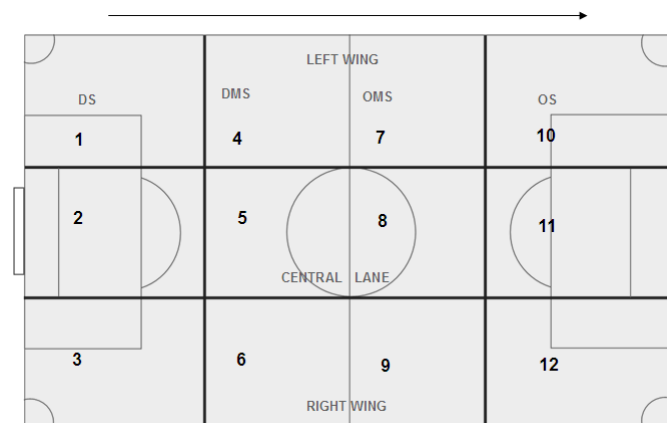 LEFT WING
DS
DMS
OMS
OS
1
4
7
10
2
5
8
11
CENTRAL LANE
3
6
9
12
RIGHT WING